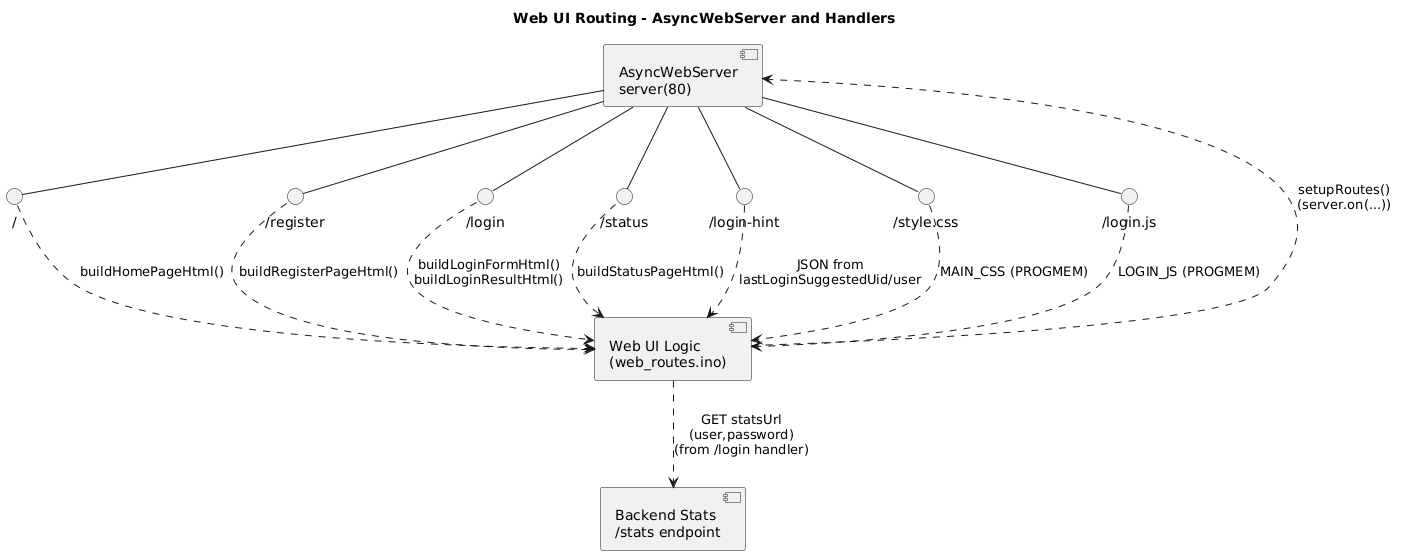 Web UI Routing - AsyncWebServer and Handlers
AsyncWebServer
server(80)
setupRoutes()
(server.on(...))
/
/register
/login
/status
/login-hint
/style.css
/login.js
buildHomePageHtml()
buildRegisterPageHtml()
buildLoginFormHtml()
buildLoginResultHtml()
buildStatusPageHtml()
JSON from
lastLoginSuggestedUid/user
MAIN_CSS (PROGMEM)
LOGIN_JS (PROGMEM)
Web UI Logic
(web_routes.ino)
GET statsUrl
(user,password)
(from /login handler)
Backend Stats
/stats endpoint